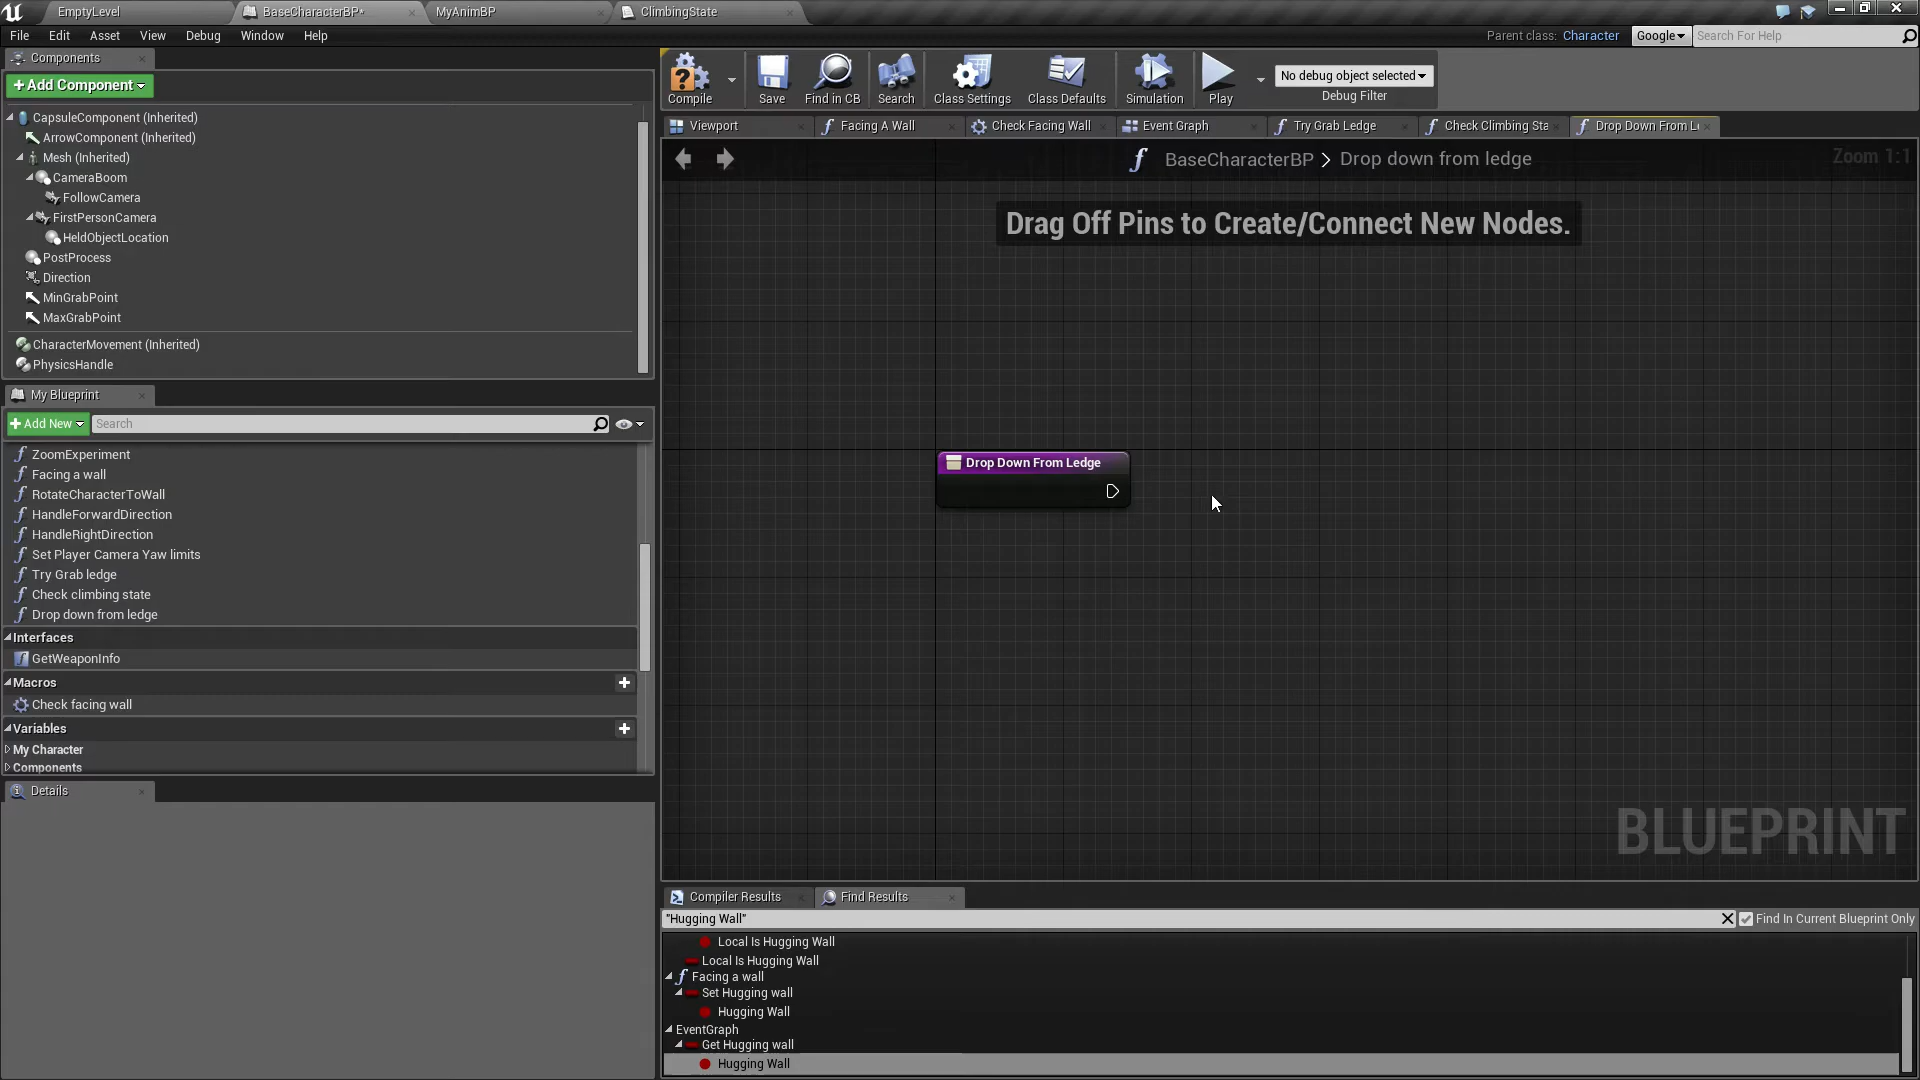 EmptyLevel
BaseCharacterBP*
MyAnimBP
ClimbingState
File Edit Asset View Debug Window Help
Parent class: Character
Google
Search For Help
Components
Add Component
CapsuleComponent (Inherited)
ArrowComponent (Inherited)
Mesh (Inherited)
CameraBoom
FollowCamera
FirstPersonCamera
HeldObjectLocation
PostProcess
Direction
MinGrabPoint
MaxGrabPoint
CharacterMovement (Inherited)
PhysicsHandle
My Blueprint
Add New
Search
ZoomExperiment
Facing a wall
RotateCharacterToWall
HandleForwardDirection
HandleRightDirection
Set Player Camera Yaw limits
Try Grab ledge
Check climbing state
Drop down from ledge
Interfaces
GetWeaponInfo
Macros
Check facing wall
Variables
My Character
Components
Details
Compile
Save
Find in CB
Search
Class Settings
Class Defaults
Simulation
Play
No debug object selected
Debug Filter
Viewport
Facing A Wall
Check Facing Wall
Event Graph
Try Grab Ledge
Check Climbing Sta
Drop Down From L
BaseCharacterBP > Drop down from ledge
Zoom 1:1
Drag Off Pins to Create/Connect New Nodes.
Drop Down From Ledge
BLUEPRINT
Compiler Results
Find Results
"Hugging Wall"
Find In Current Blueprint Only
Local Is Hugging Wall
Local Is Hugging Wall
Facing a wall
Set Hugging wall
Hugging Wall
EventGraph
Get Hugging wall
Hugging Wall